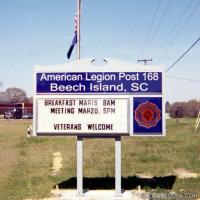 American Legion Post 168
Beech Island, SC
BREAKFAST MAR15 8AM
MEETING MAR20, 5PM
VETERANS WELCOME